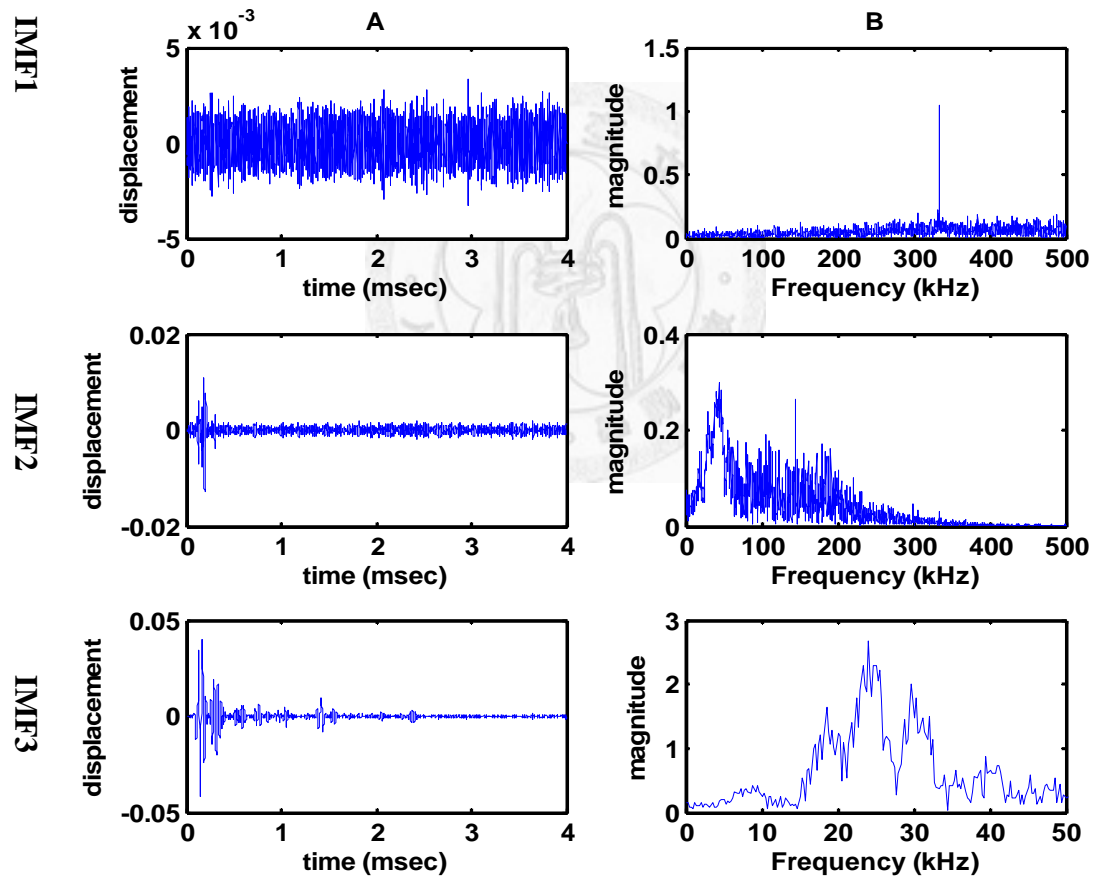 A
B
IMF1
x 10^-3
5
0
-5
displacement
0 1 2 3 4
time (msec)
1.5
1
0.5
0
magnitude
0 100 200 300 400 500
Frequency (kHz)
IMF2
0.02
0
-0.02
displacement
0 1 2 3 4
time (msec)
0.4
0.2
0
magnitude
0 100 200 300 400 500
Frequency (kHz)
IMF3
0.05
0
-0.05
displacement
0 1 2 3 4
time (msec)
3
2
1
0
magnitude
0 10 20 30 40 50
Frequency (kHz)